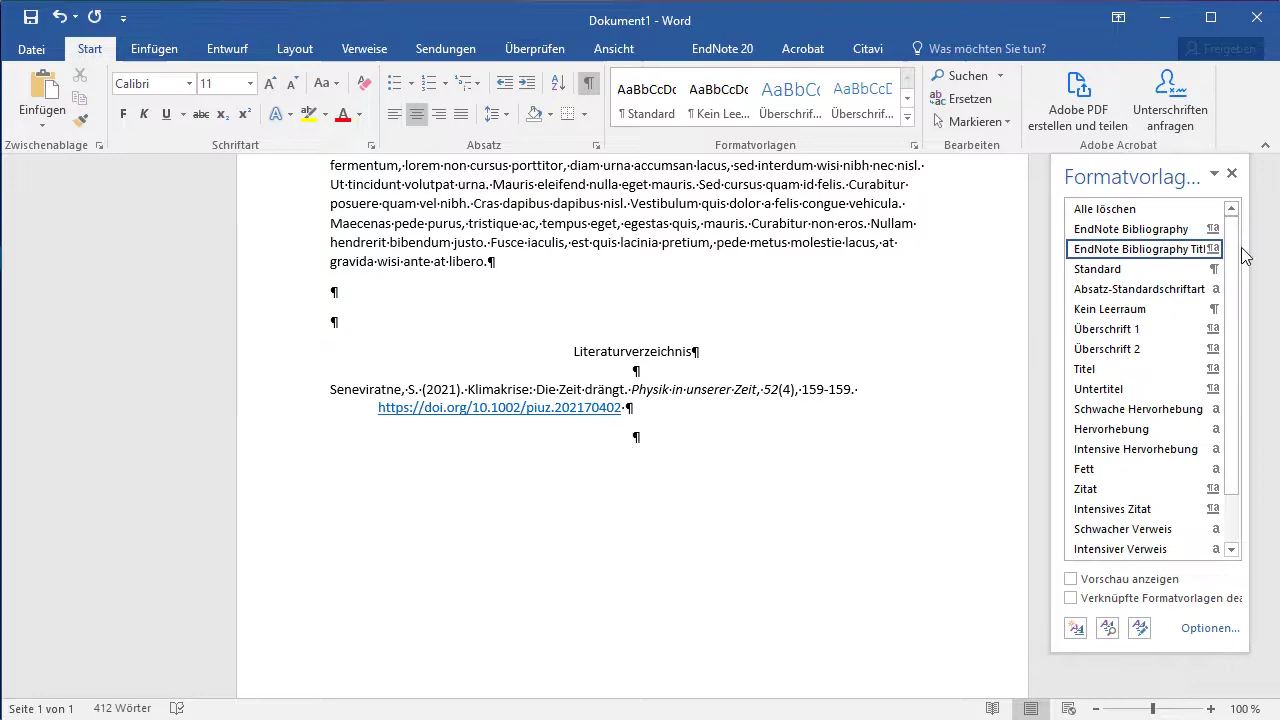 Dokument1 - Word
Datei Start Einfügen Entwurf Layout Verweise Sendungen Überprüfen Ansicht EndNote 20 Acrobat Citavi Was möchten Sie tun? Freigeben
Einfügen
Calibri 11 Aa
F K U abc x₂ x² A A
Zwischenablage Schriftart Absatz
AaBbCcDc AaBbCcDc AaBbCc AaBbCcD
¶ Standard ¶ Kein Lee... Überschrif... Überschrif...
Formatvorlagen
Suchen
Ersetzen
Markieren
Bearbeiten
Adobe PDF erstellen und teilen
Unterschriften anfragen
Adobe Acrobat
fermentum,·lorem·non·cursus·porttitor,·diam·urna·accumsan·lacus,·sed·interdum·wisi·nibh·nec·nisl.·
Ut·tincidunt·volutpat·urna.·Mauris·eleifend·nulla·eget·mauris.·Sed·cursus·quam·id·felis.·Curabitur·
posuere·quam·vel·nibh.·Cras·dapibus·dapibus·nisl.·Vestibulum·quis·dolor·a·felis·congue·vehicula.·
Maecenas·pede·purus,·tristique·ac,·tempus·eget,·egestas·quis,·mauris.·Curabitur·non·eros.·Nullam·
hendrerit·bibendum·justo.·Fusce·iaculis,·est·quis·lacinia·pretium,·pede·metus·molestie·lacus,·at·
gravida·wisi·ante·at·libero.¶
¶
¶
Literaturverzeichnis¶
¶
Seneviratne,·S.·(2021).·Klimakrise:·Die·Zeit·drängt.·Physik·in·unserer·Zeit,·52(4),·159-159.·
https://doi.org/10.1002/piuz.202170402·¶
¶
Formatvorlag...
Alle löschen
EndNote Bibliography ¶a
EndNote Bibliography Titl ¶a
Standard ¶
Absatz-Standardschriftart a
Kein Leerraum ¶
Überschrift 1 ¶a
Überschrift 2 ¶a
Titel ¶a
Untertitel ¶a
Schwache Hervorhebung a
Hervorhebung a
Intensive Hervorhebung a
Fett a
Zitat ¶a
Intensives Zitat ¶a
Schwacher Verweis a
Intensiver Verweis a
Vorschau anzeigen
Verknüpfte Formatvorlagen dea
Optionen...
Seite 1 von 1 412 Wörter 100 %